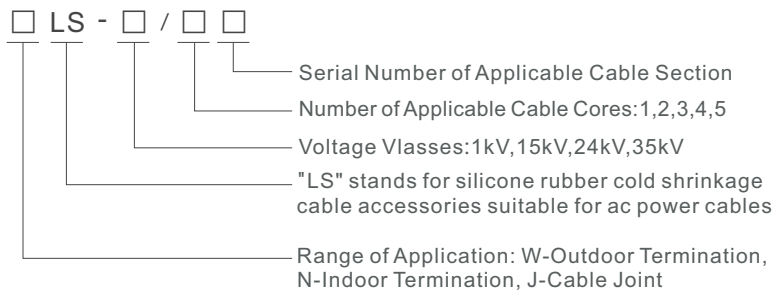 □ LS - □ / □ □
Serial Number of Applicable Cable Section
Number of Applicable Cable Cores:1,2,3,4,5
Voltage Vlasses:1kV,15kV,24kV,35kV
"LS" stands for silicone rubber cold shrinkage
cable accessories suitable for ac power cables
Range of Application: W-Outdoor Termination,
N-Indoor Termination, J-Cable Joint